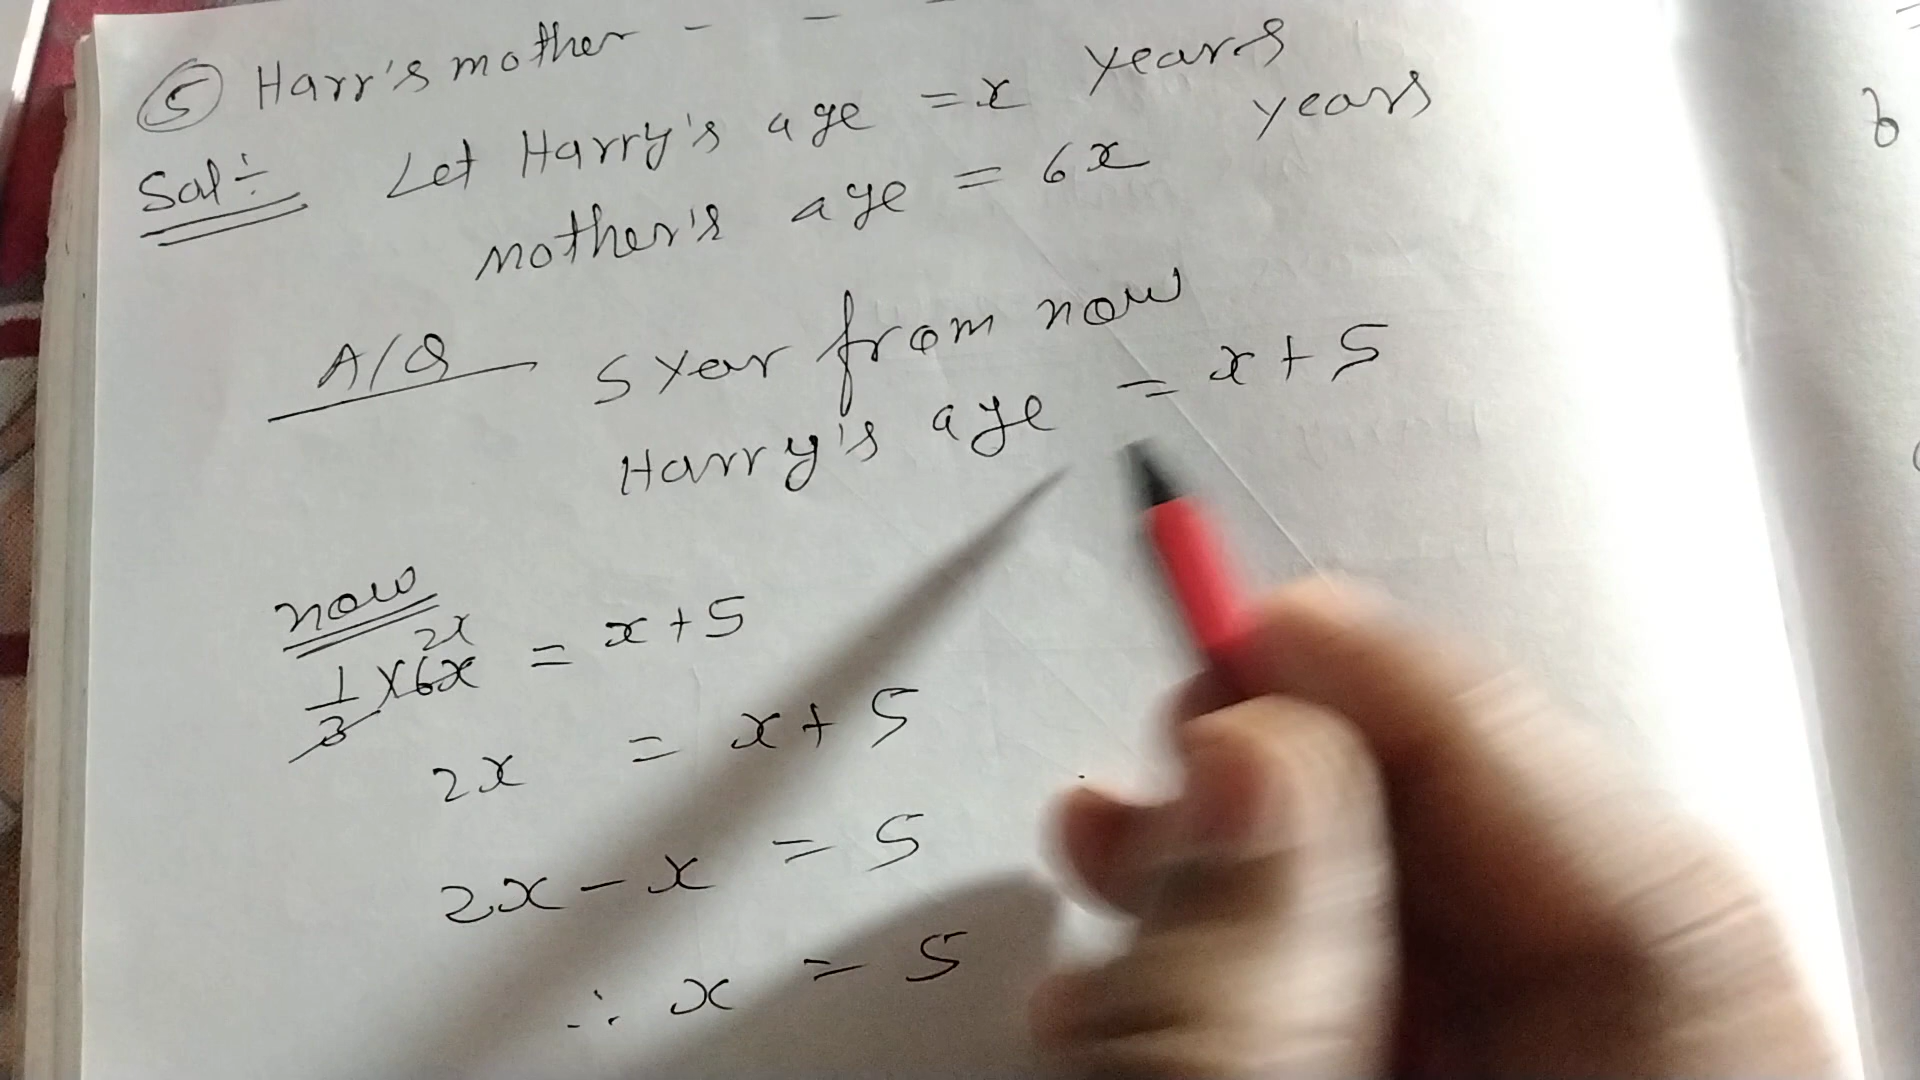 ⑤ Harr's mother - - -
Sol÷ Let Harry's age = x years
mother's age = 6x years
A/Q 5 year from now
Harry's age = x + 5
now
1/3 × 6x = x + 5
2x
2x = x + 5
2x - x = 5
∴ x = 5